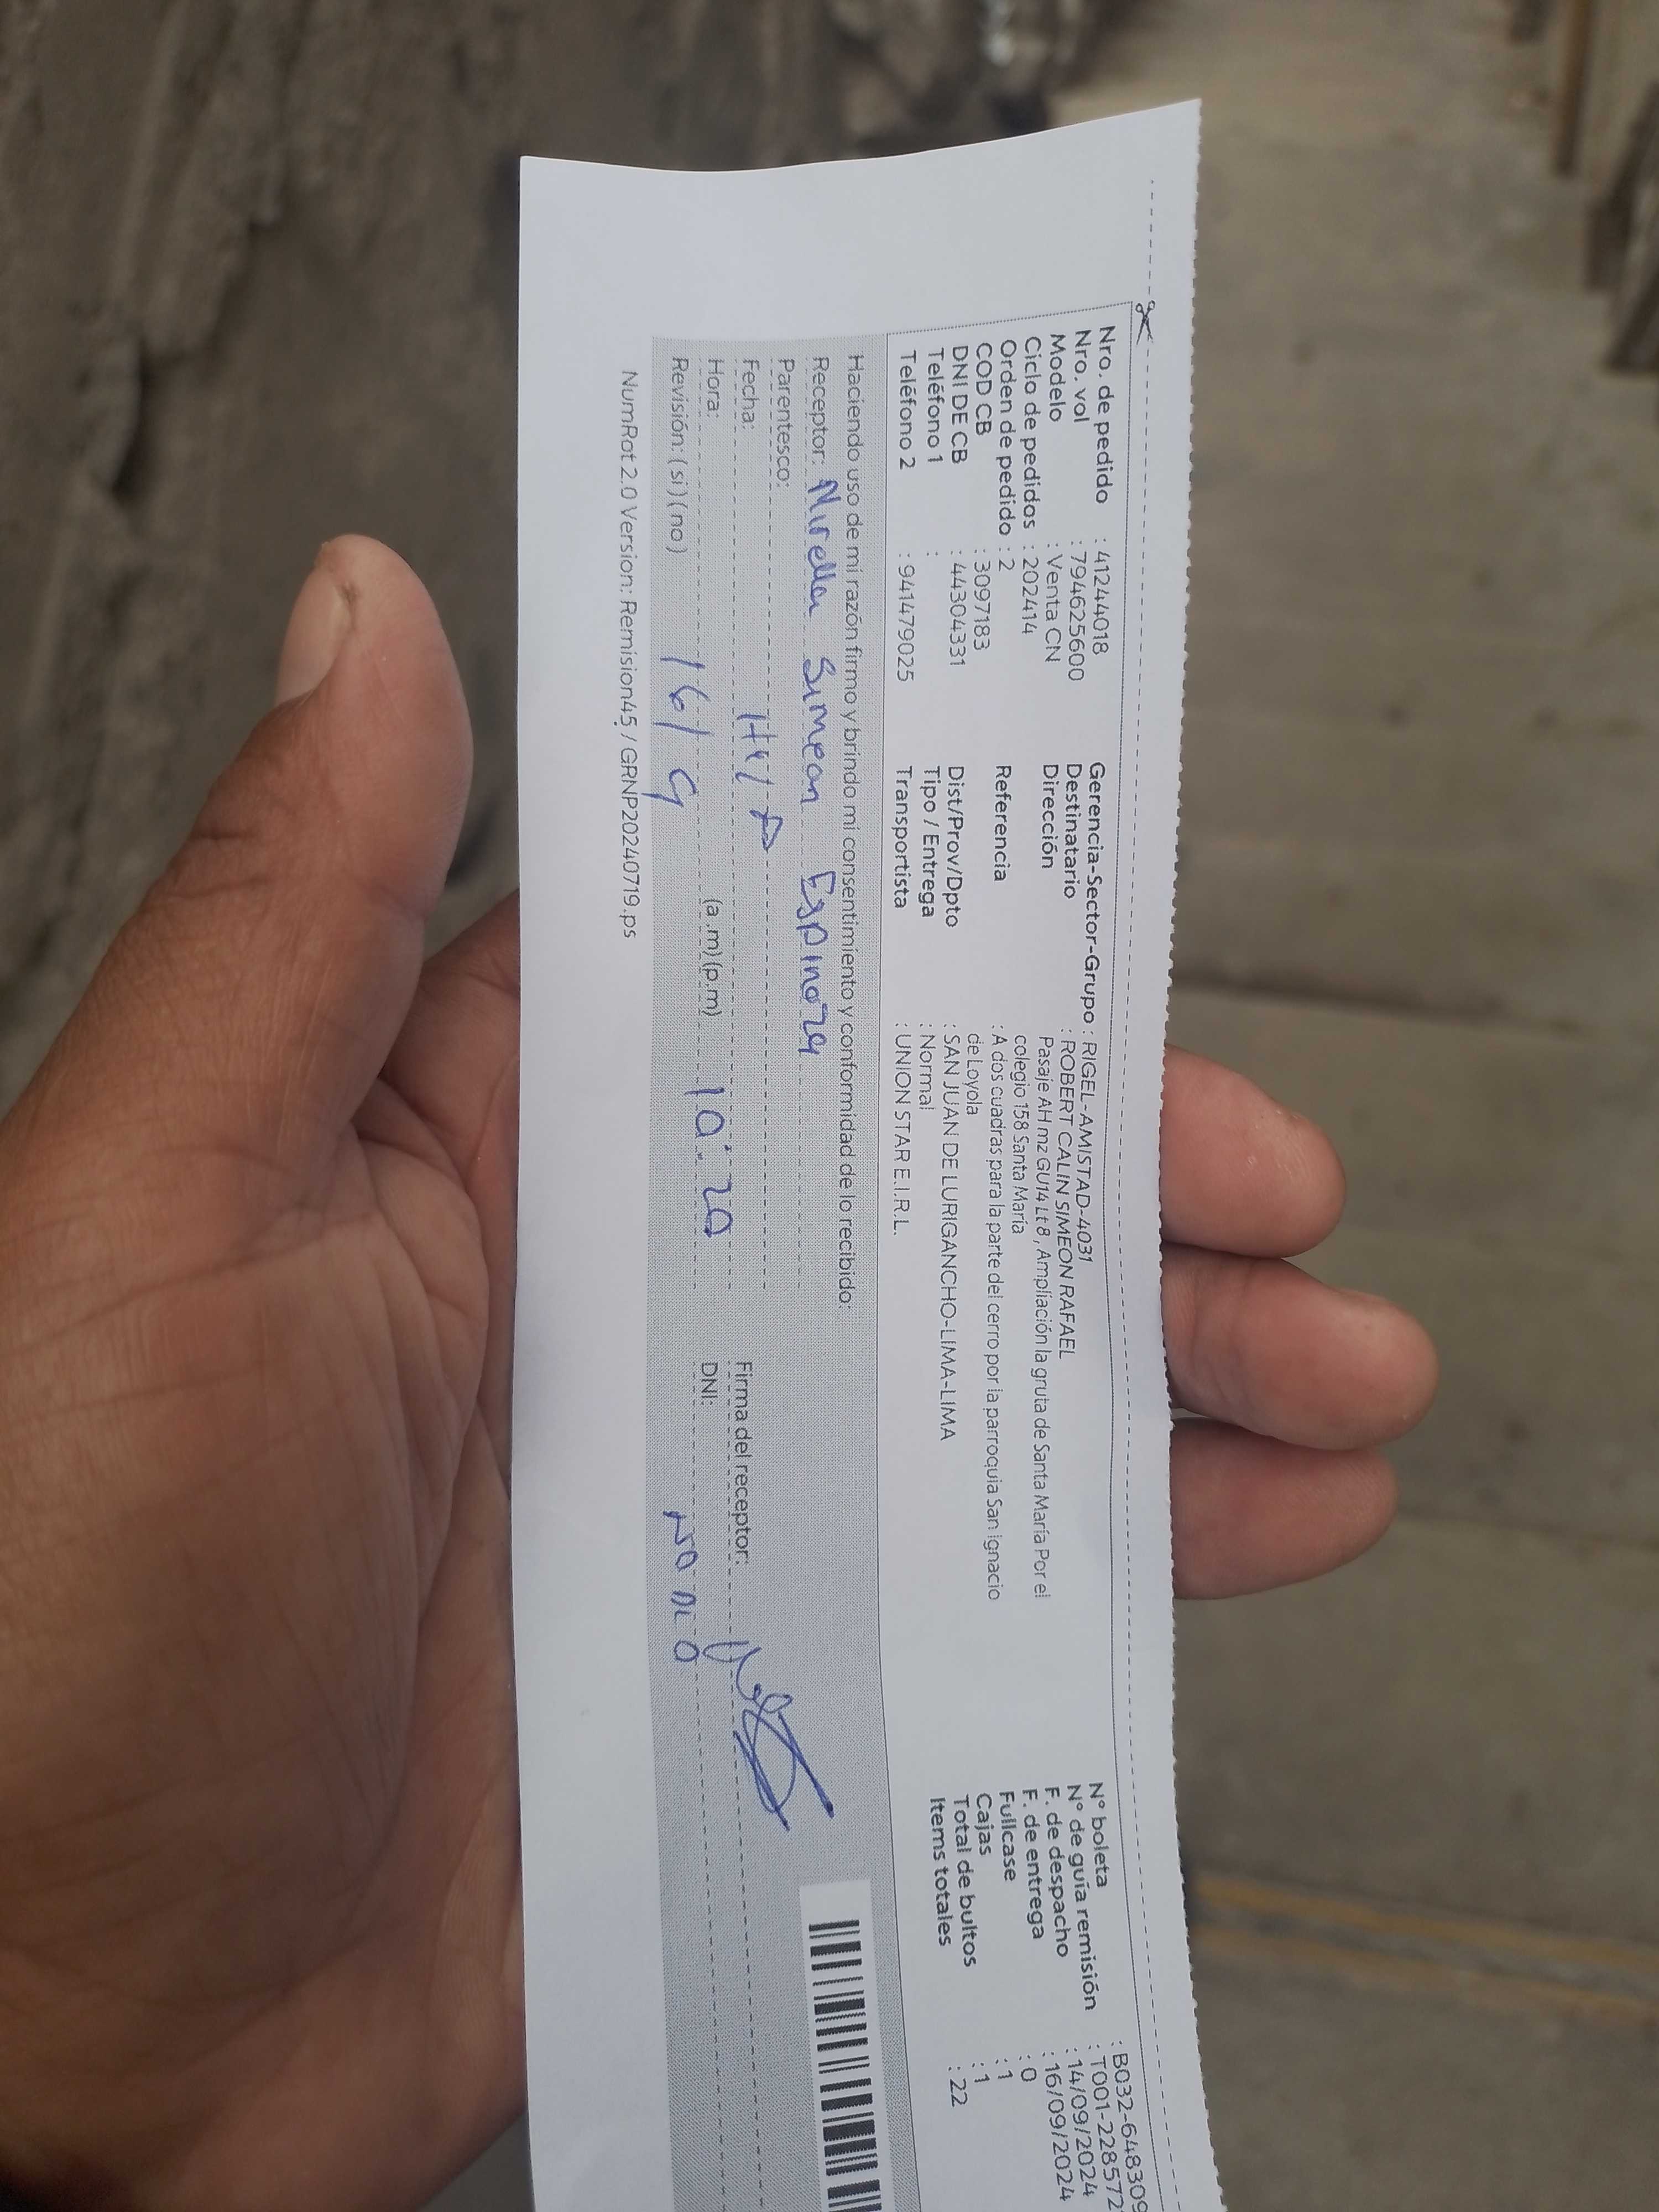 Nro. de pedido : 41244018 Gerencia-Sector-Grupo : RIGEL-AMISTAD-4031 N° boleta : B032-648309
Nro. vol : 794625600 Destinatario : ROBERT CALIN SIMEON RAFAEL N° de guía remisión : T001-228572
Modelo : Venta CN Dirección Pasaje AH mz GU14 Lt 8 , Ampliación la gruta de Santa María Por el F. de despacho : 14/09/2024
Ciclo de pedidos : 202414 colegio 158 Santa María F. de entrega : 16/09/2024
Orden de pedido : 2 Referencia : A dos cuadras para la parte del cerro por la parroquia San Ignacio Fullcase : 0
COD CB : 3097183 de Loyola Cajas : 1
DNI DE CB : 44304331 Dist/Prov/Dpto : SAN JUAN DE LURIGANCHO-LIMA-LIMA Total de bultos : 1
Teléfono 1 : Tipo / Entrega : Normal Items totales : 22
Teléfono 2 : 941479025 Transportista : UNION STAR E.I.R.L.
Haciendo uso de mi razón firmo y brindo mi consentimiento y conformidad de lo recibido:
Receptor: Mirella Simeon Espinoza
Parentesco:
Fecha: Firma del receptor:
Hora: (a.m)(p.m) 10:20 DNI:
Revisión: (si) (no) 16/9
NumRot 2.0 Version: Remision45 / GRNP20240719.ps